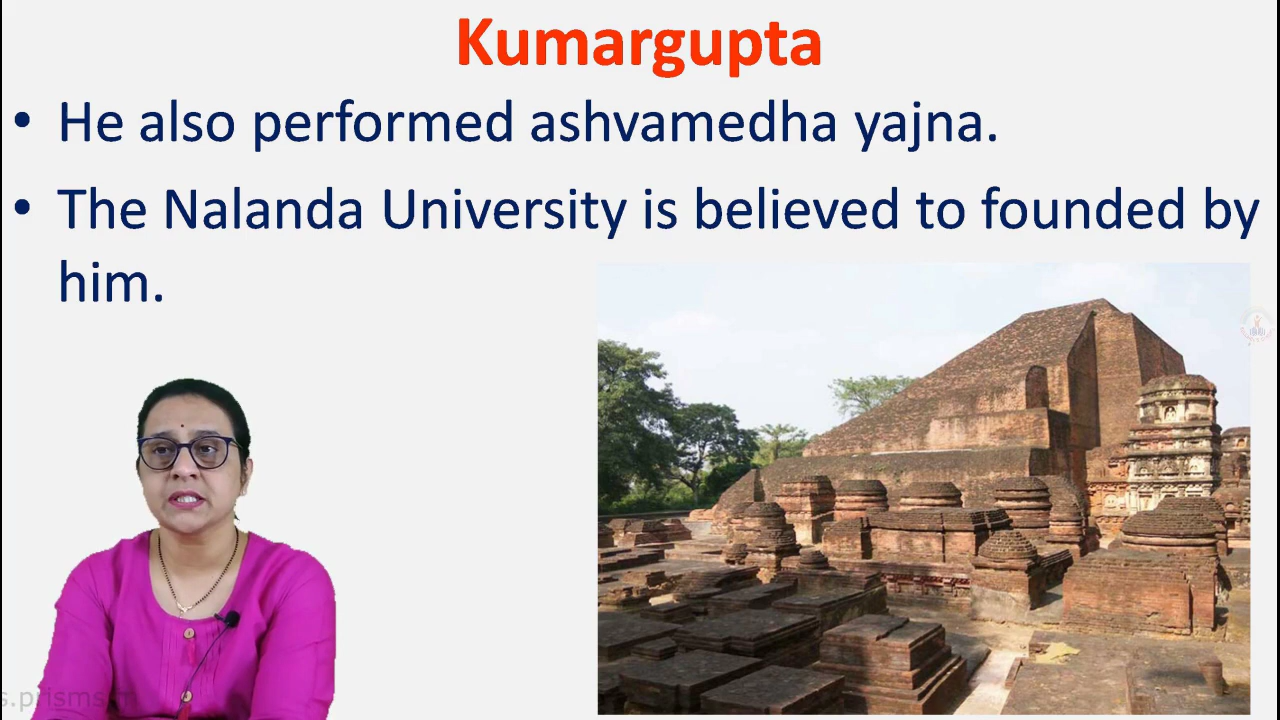 Kumargupta
• He also performed ashvamedha yajna.
• The Nalanda University is believed to founded by
him.